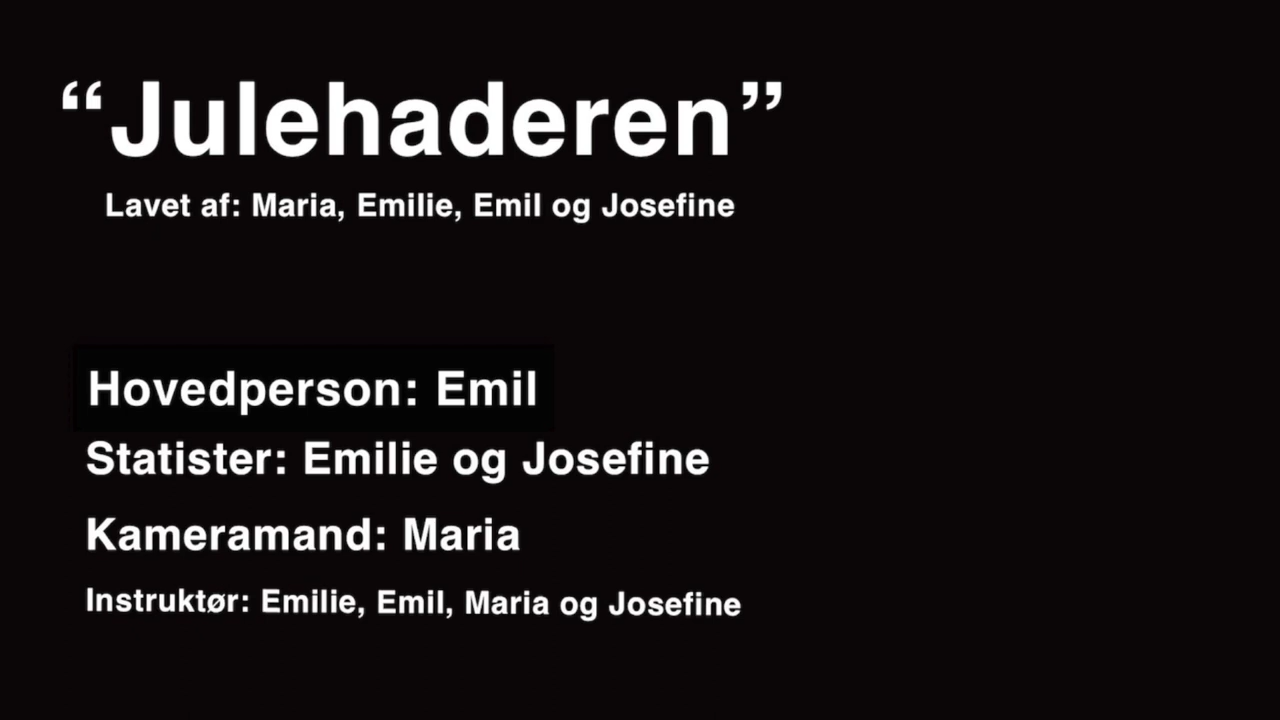 “Julehaderen”
Lavet af: Maria, Emilie, Emil og Josefine
Hovedperson: Emil
Statister: Emilie og Josefine
Kameramand: Maria
Instruktør: Emilie, Emil, Maria og Josefine